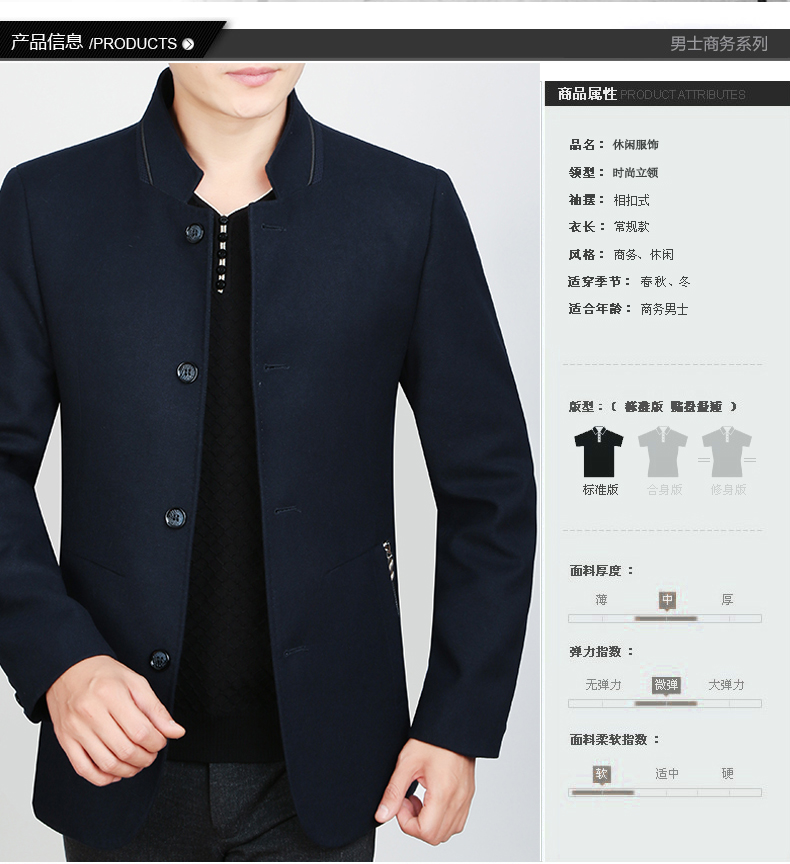 产品信息 /PRODUCTS
男士商务系列
商品属性 PRODUCT ATTRIBUTES
品名： 休闲服饰
领型： 时尚立领
袖摆： 相扣式
衣长： 常规款
风格： 商务、休闲
适穿季节： 春秋、冬
适合年龄： 商务男士
版型：（ 标准版 ）
标准版 合身版 修身版
面料厚度：
薄 中 厚
弹力指数：
无弹力 微弹 大弹力
面料柔软指数：
软 适中 硬